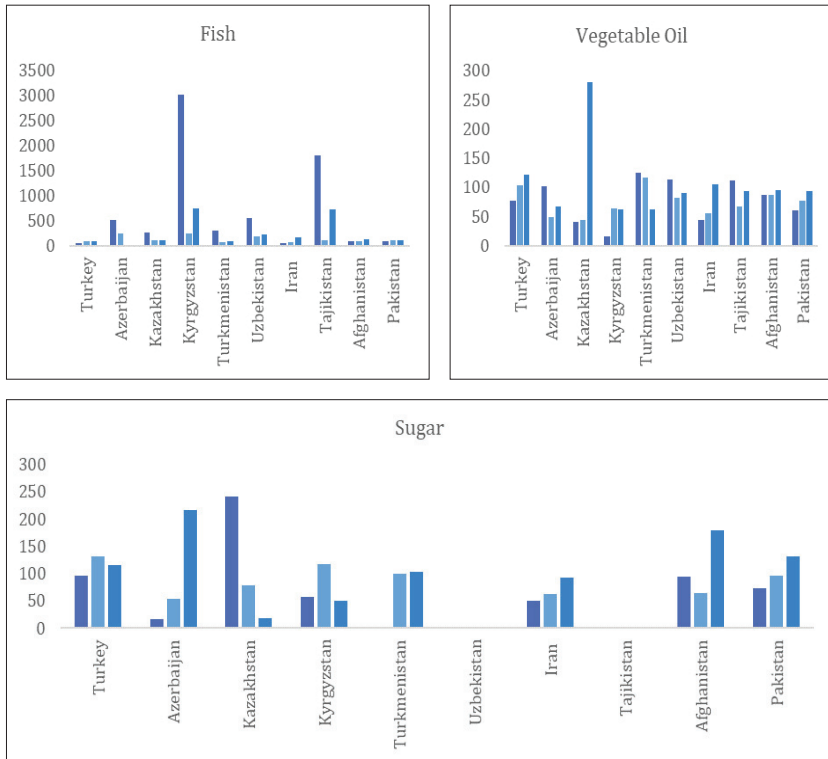 Fish
3500
3000
2500
2000
1500
1000
500
0
Turkey
Azerbaijan
Kazakhstan
Kyrgyzstan
Turkmenistan
Uzbekistan
Iran
Tajikistan
Afghanistan
Pakistan
Vegetable Oil
300
250
200
150
100
50
0
Turkey
Azerbaijan
Kazakhstan
Kyrgyzstan
Turkmenistan
Uzbekistan
Iran
Tajikistan
Afghanistan
Pakistan
Sugar
300
250
200
150
100
50
0
Turkey
Azerbaijan
Kazakhstan
Kyrgyzstan
Turkmenistan
Uzbekistan
Iran
Tajikistan
Afghanistan
Pakistan